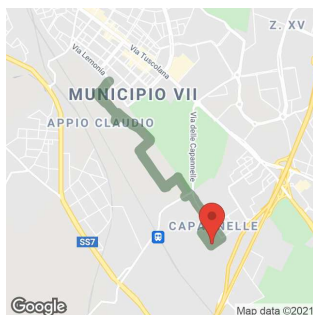 Z. XV
Via Lemonia
Via Tuscolana
MUNICIPIO VII
APPIO CLAUDIO
Via delle Capannelle
CAPANNELLE
SS7
Google
Map data ©2021